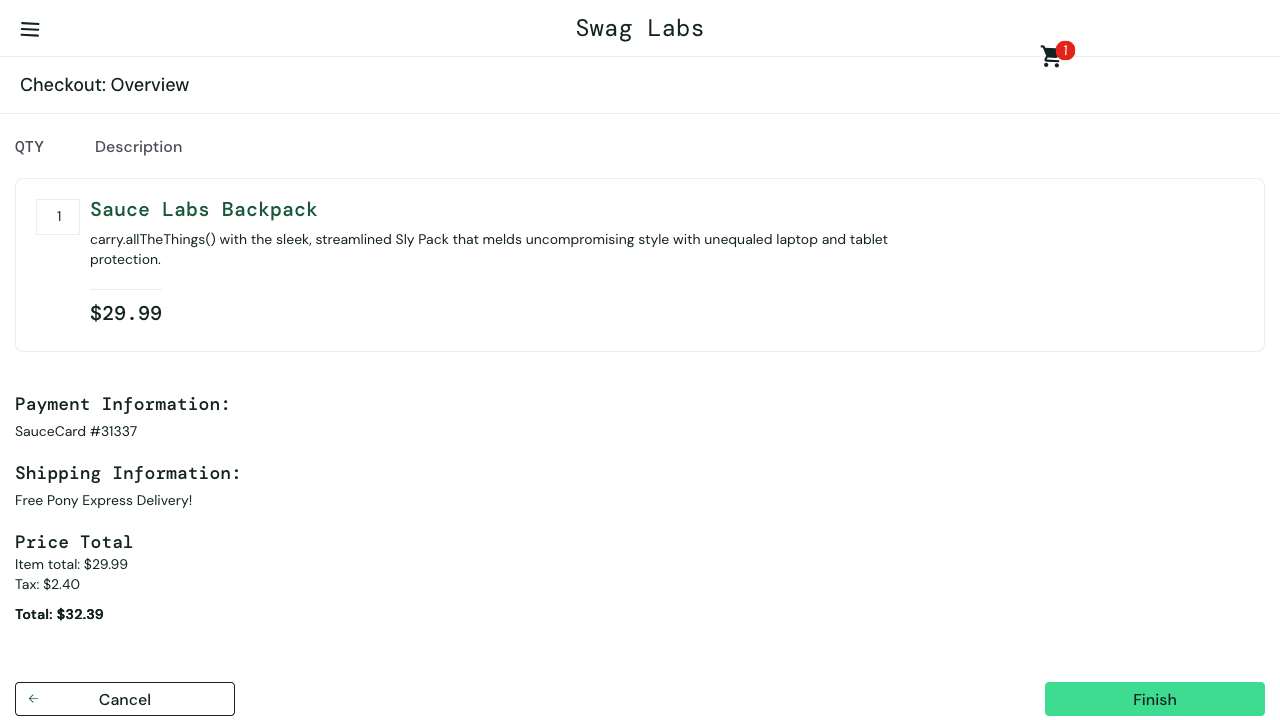 Swag Labs
1
Checkout: Overview
QTY Description
1
Sauce Labs Backpack
carry.allTheThings() with the sleek, streamlined Sly Pack that melds uncompromising style with unequaled laptop and tablet
protection.
$29.99
Payment Information:
SauceCard #31337
Shipping Information:
Free Pony Express Delivery!
Price Total
Item total: $29.99
Tax: $2.40
Total: $32.39
Cancel
Finish